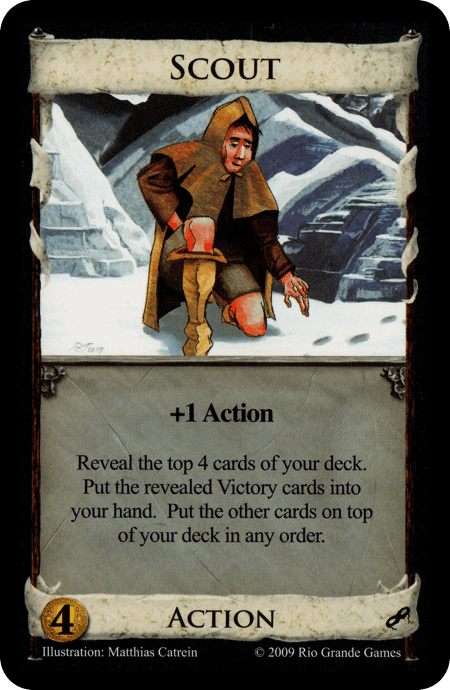 SCOUT
+1 Action
Reveal the top 4 cards of your deck.
Put the revealed Victory cards into
your hand. Put the other cards on top
of your deck in any order.
4
ACTION
Illustration: Matthias Catrein
© 2009 Rio Grande Games